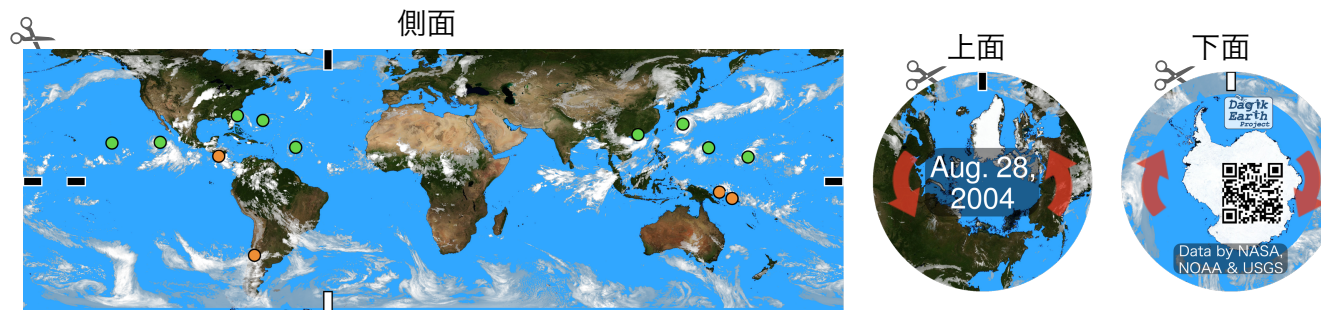 側面
上面
下面
Aug. 28,
2004
Dagik
Earth
Project
Data by NASA,
NOAA & USGS